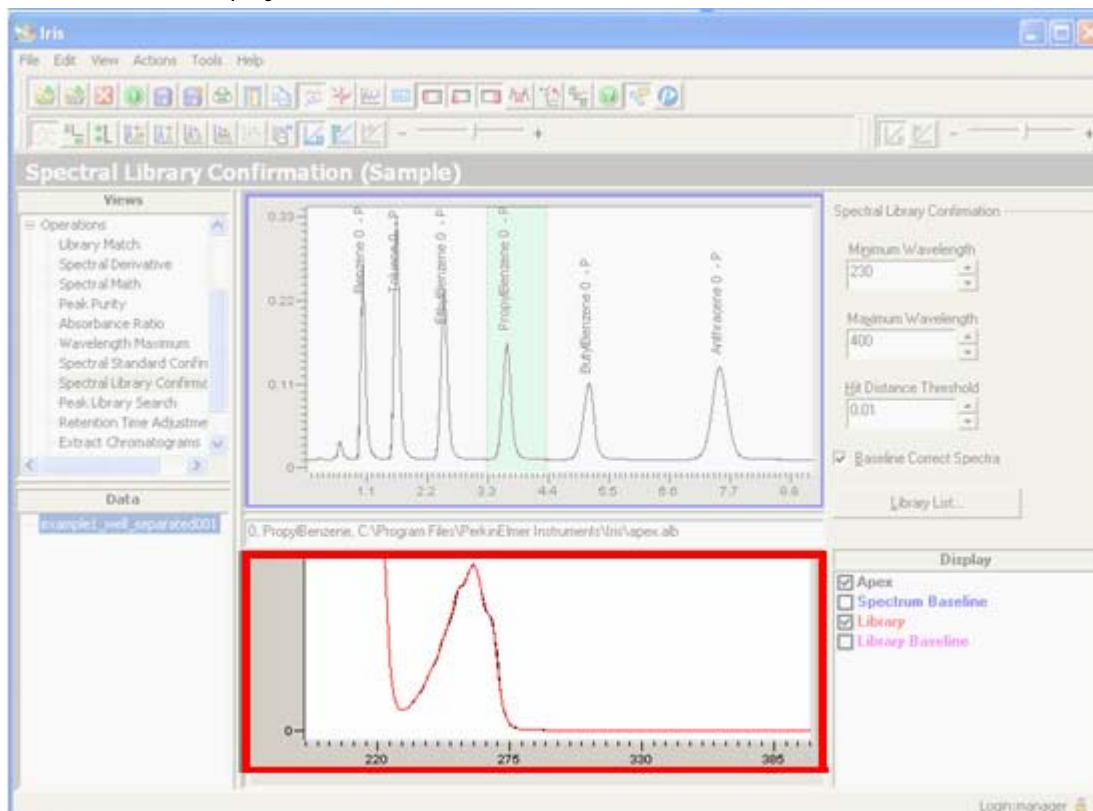 Iris
File Edit View Actions Tools Help
Spectral Library Confirmation (Sample)
Views
Operations
Library Match
Spectral Derivative
Spectral Math
Peak Purity
Absorbance Ratio
Wavelength Maximum
Spectral Standard Confirm
Spectral Library Confirma
Peak Library Search
Retention Time Adjustme
Extract Chromatograms
Data
example1_well_separated001
0.33
0.22
0.11
0
Benzene 0 - P
Toluene 0 - P
EthylBenzene 0 - P
PropylBenzene 0 - P
ButylBenzene 0 - P
Anthracene 0 - P
1.1 2.2 3.3 4.4 5.5 6.6 7.7 8.8
0, PropylBenzene, C:\Program Files\PerkinElmer Instruments\Iris\apex.alb
0
220 275 330 385
Spectral Library Confirmation
Minimum Wavelength
230
Maximum Wavelength
400
Hit Distance Threshold
0.01
Baseline Correct Spectra
Library List...
Display
Apex
Spectrum Baseline
Library
Library Baseline
Login:manager